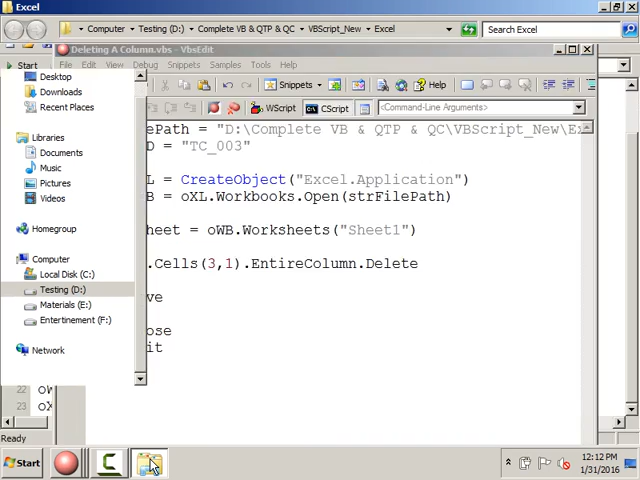 Excel
Computer
Testing (D:)
Complete VB & QTP & QC
VBScript_New
Excel
Search Excel
Deleting A Column.vbs - VbsEdit
Start
File Edit View Debug Snippets Samples Tools Help
Snippets
Help
WScript
CScript
<Command-Line Arguments>
Desktop
Downloads
Recent Places
Libraries
Documents
Music
Pictures
Videos
Homegroup
Computer
Local Disk (C:)
Testing (D:)
Materials (E:)
Entertinement (F:)
Network
ePath = "D:\Complete VB & QTP & QC\VBScript_New\Ex
D = "TC_003"
L = CreateObject("Excel.Application")
B = oXL.Workbooks.Open(strFilePath)
heet = oWB.Worksheets("Sheet1")
.Cells(3,1).EntireColumn.Delete
ve
ose
it
22 oW
23 oX
Ready
Start
12:12 PM
1/31/2016